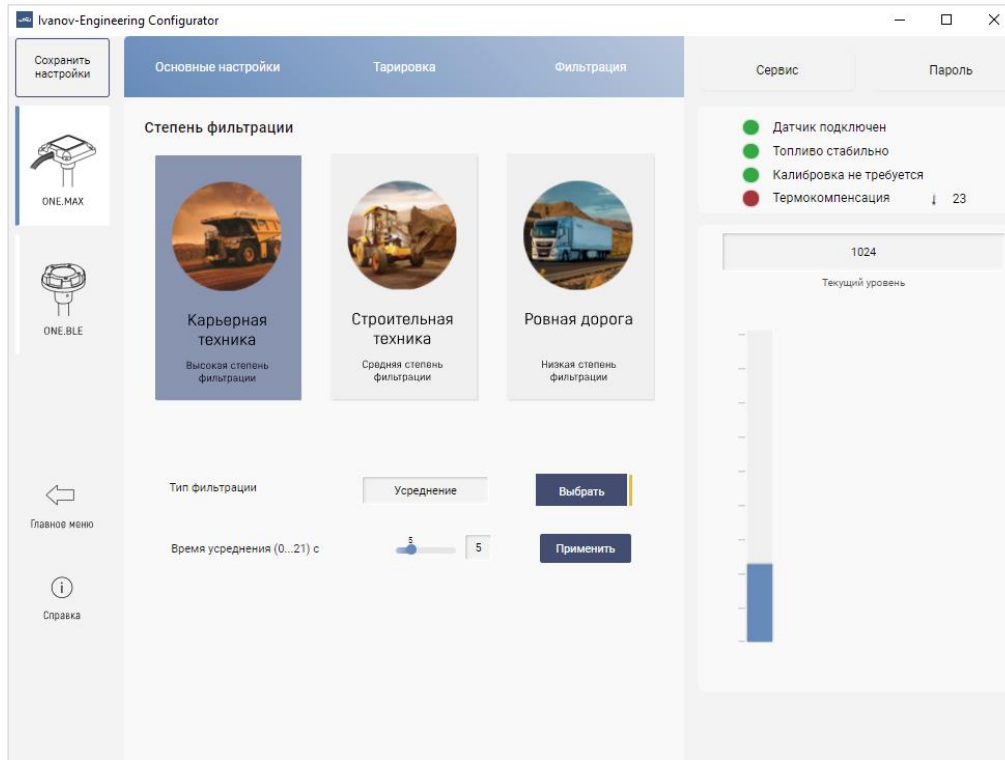 Ivanov-Engineering Configurator
Сохранить
настройки
Основные настройки
Тарировка
Фильтрация
Сервис
Пароль
ONE.MAX
ONE.BLE
Главное меню
Справка
Степень фильтрации
Карьерная
техника
Высокая степень
фильтрации
Строительная
техника
Средняя степень
фильтрации
Ровная дорога
Низкая степень
фильтрации
Тип фильтрации
Усреднение
Выбрать
Время усреднения (0...21) с
5
5
Применить
Датчик подключен
Топливо стабильно
Калибровка не требуется
Термокомпенсация
23
1024
Текущий уровень